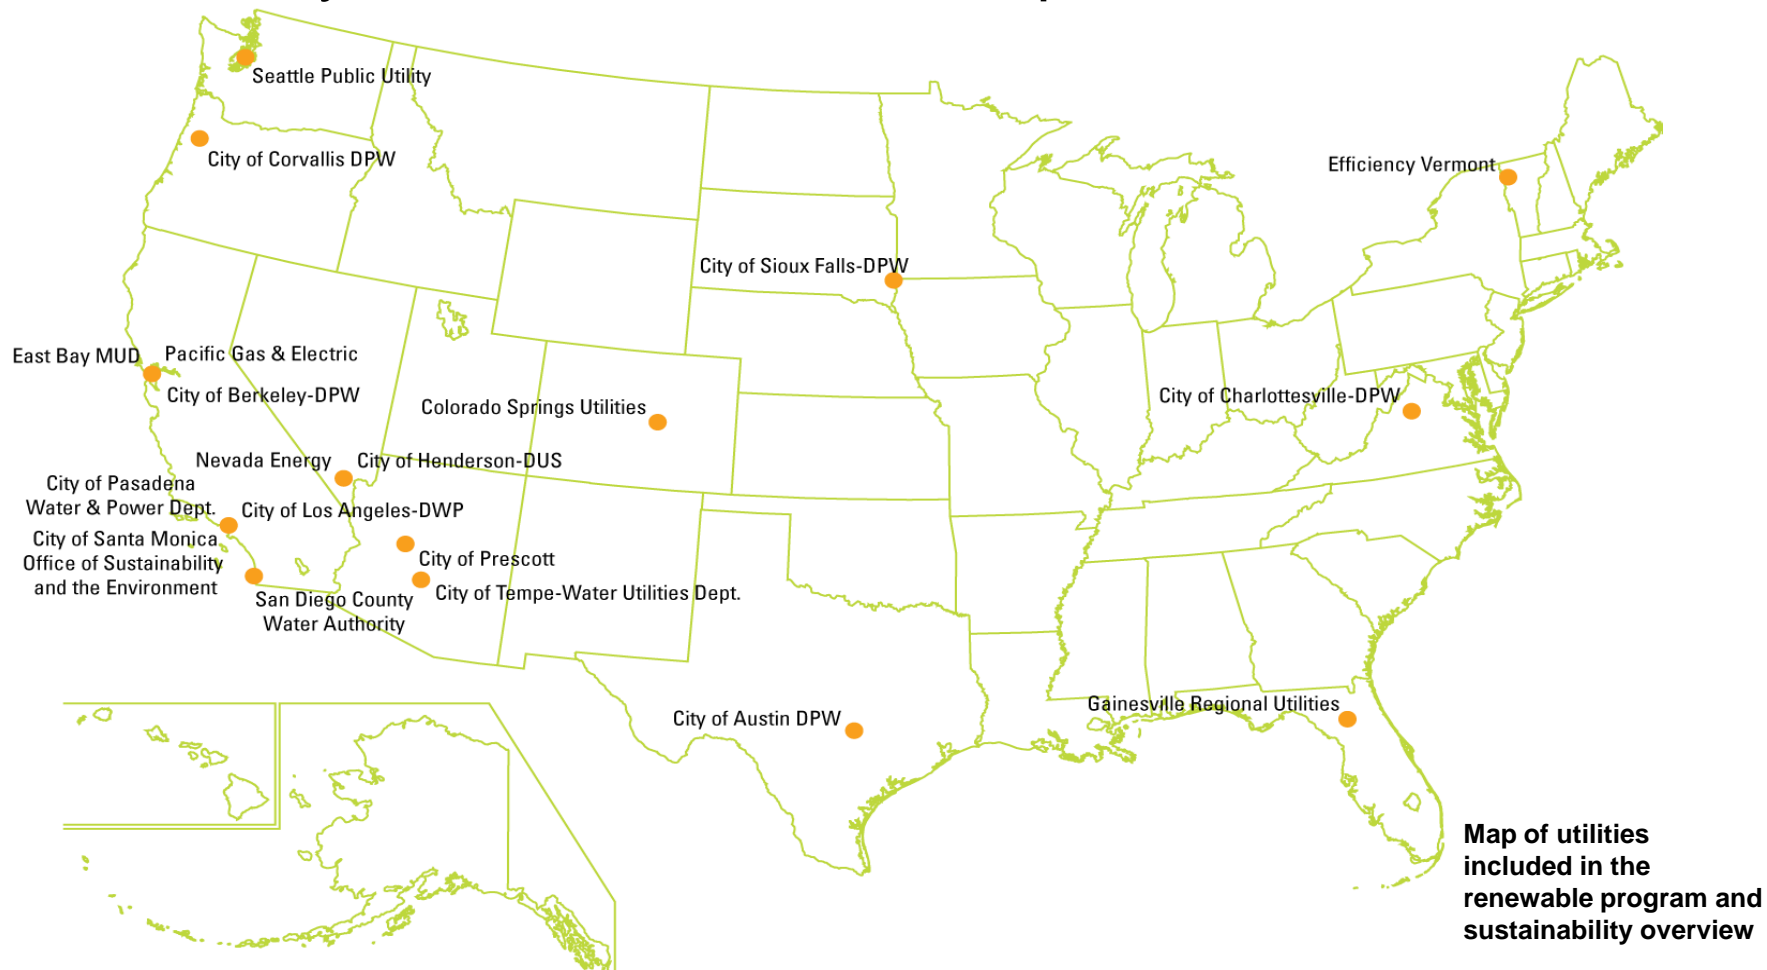 Seattle Public Utility
City of Corvallis DPW
Efficiency Vermont
City of Sioux Falls-DPW
East Bay MUD
Pacific Gas & Electric
City of Berkeley-DPW
City of Charlottesville-DPW
Colorado Springs Utilities
Nevada Energy
City of Henderson-DUS
City of Pasadena
Water & Power Dept.
City of Los Angeles-DWP
City of Santa Monica
Office of Sustainability
and the Environment
City of Prescott
City of Tempe-Water Utilities Dept.
San Diego County
Water Authority
Gainesville Regional Utilities
City of Austin DPW
Map of utilities
included in the
renewable program and
sustainability overview